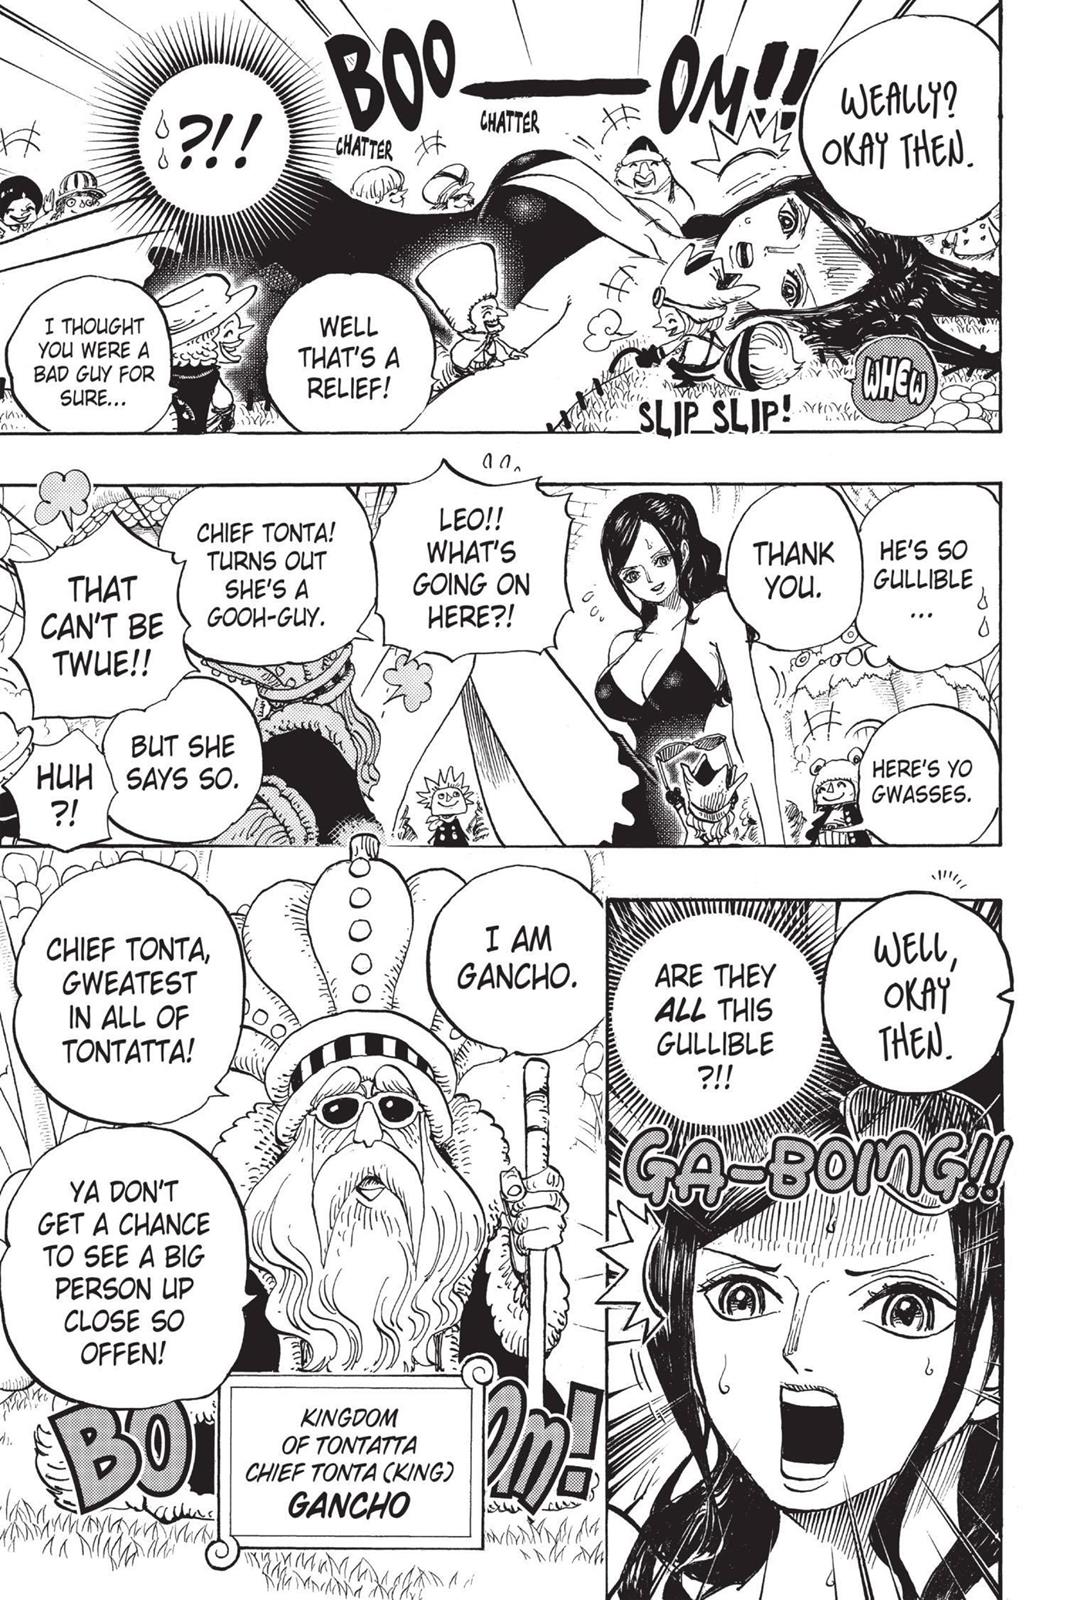 WEALLY?
OKAY THEN.
BOO
OM!!
CHATTER
CHATTER
?!!
WELL
THAT'S A
RELIEF!
I THOUGHT
YOU WERE A
BAD GUY FOR
SURE...
WHEW
SLIP SLIP!
HE'S SO
GULLIBLE
...
THANK
YOU.
HERE'S YO
GWASSES.
LEO!!
WHAT'S
GOING ON
HERE?!
CHIEF TONTA!
TURNS OUT
SHE'S A
GOOH-GUY.
THAT
CAN'T BE
TWUE!!
BUT SHE
SAYS SO.
HUH
?!
WELL,
OKAY
THEN.
ARE THEY
ALL THIS
GULLIBLE
?!!
GA-BOING!!
I AM
GANCHO.
CHIEF TONTA,
GWEATEST
IN ALL OF
TONTATTA!
YA DON'T
GET A CHANCE
TO SEE A BIG
PERSON UP
CLOSE SO
OFFEN!
BO
OM!
KINGDOM
OF TONTATTA
CHIEF TONTA (KING)
GANCHO